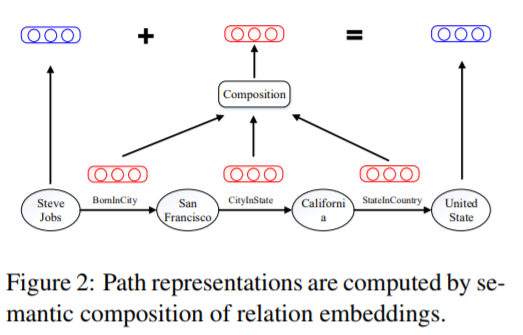 + =
Composition
Steve
Jobs
BornInCity
San
Francisco
CityInState
Californi
a
StateInCountry
United
State
Figure 2: Path representations are computed by se-
mantic composition of relation embeddings.